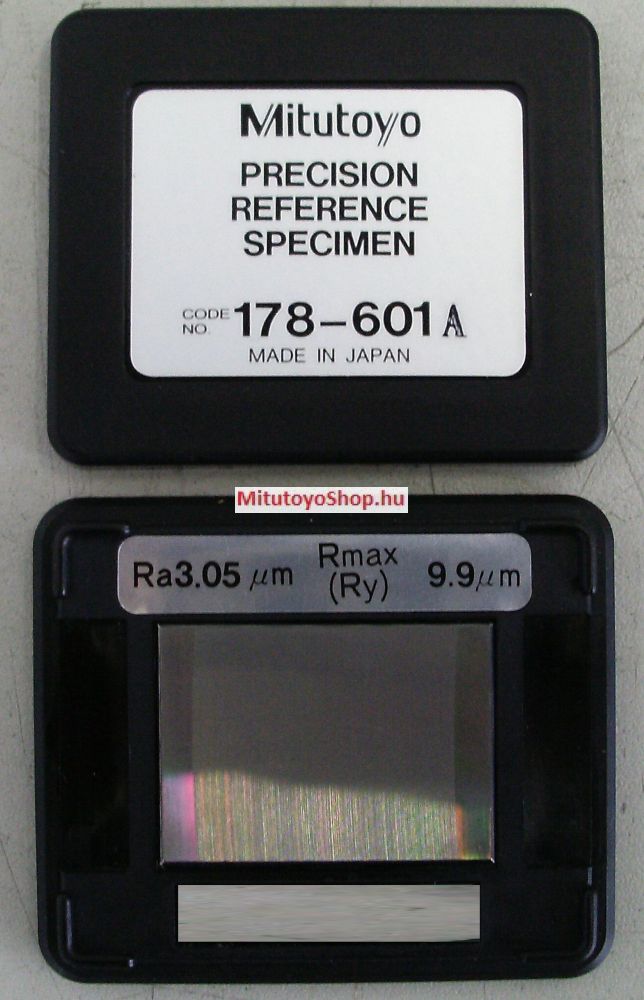 Mitutoyo
PRECISION
REFERENCE
SPECIMEN
CODE NO. 178-601 A
MADE IN JAPAN
MitutoyoShop.hu
Ra3.05 μm Rmax (Ry) 9.9μm